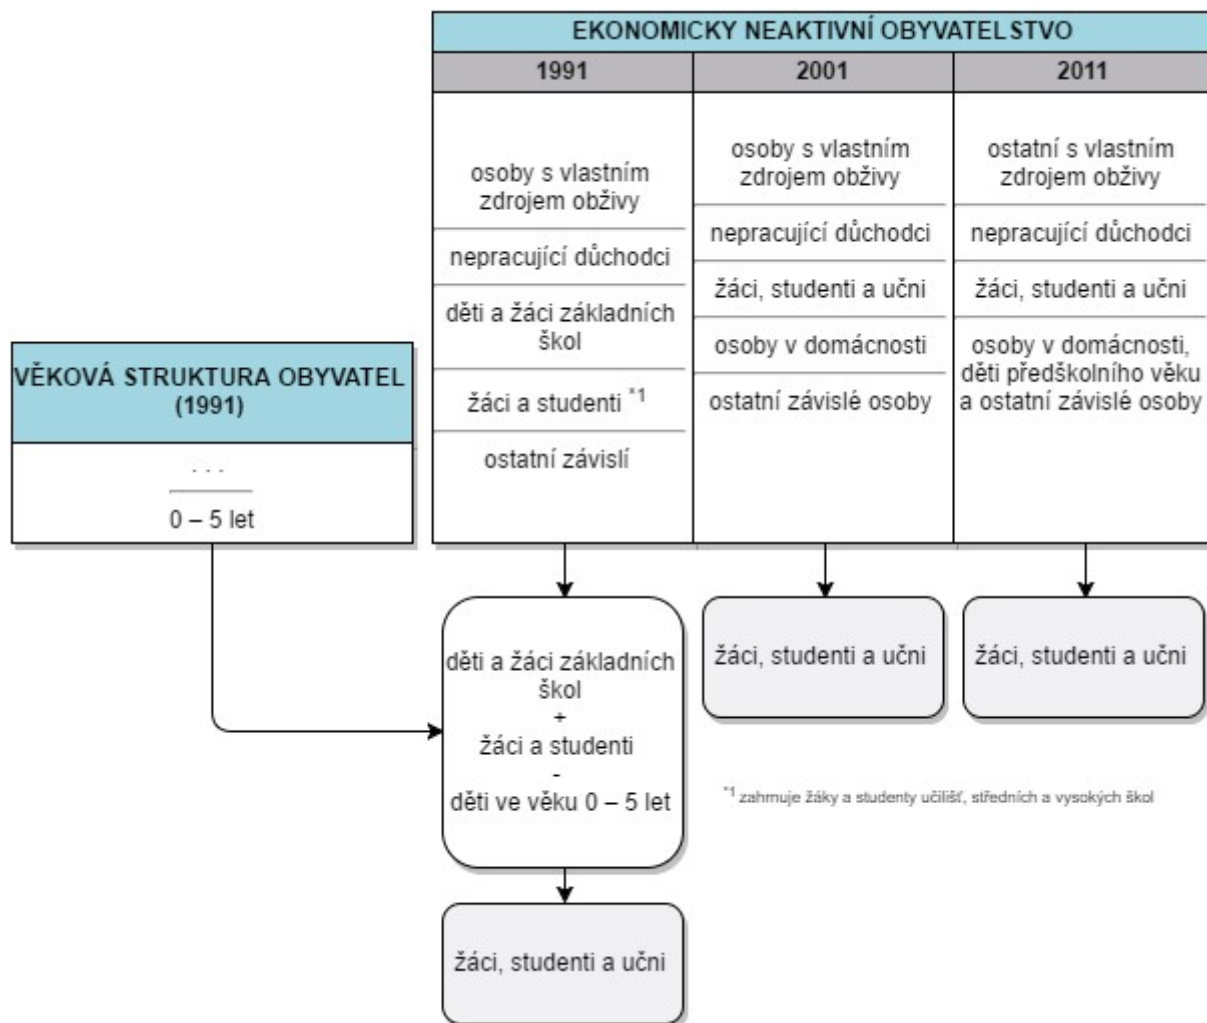 EKONOMICKY NEAKTIVNÍ OBYVATELSTVO
1991
2001
2011
osoby s vlastním
zdrojem obživy
nepracující důchodci
děti a žáci základních
škol
žáci a studenti *1
ostatní závislí
osoby s vlastním
zdrojem obživy
nepracující důchodci
žáci, studenti a učni
osoby v domácnosti
ostatní závislé osoby
ostatní s vlastním
zdrojem obživy
nepracující důchodci
žáci, studenti a učni
osoby v domácnosti,
děti předškolního věku
a ostatní závislé osoby
VĚKOVÁ STRUKTURA OBYVATEL
(1991)
. . .
0 – 5 let
děti a žáci základních
škol
+
žáci a studenti
-
děti ve věku 0 – 5 let
žáci, studenti a učni
žáci, studenti a učni
*1 zahrnuje žáky a studenty učilišť, středních a vysokých škol
žáci, studenti a učni